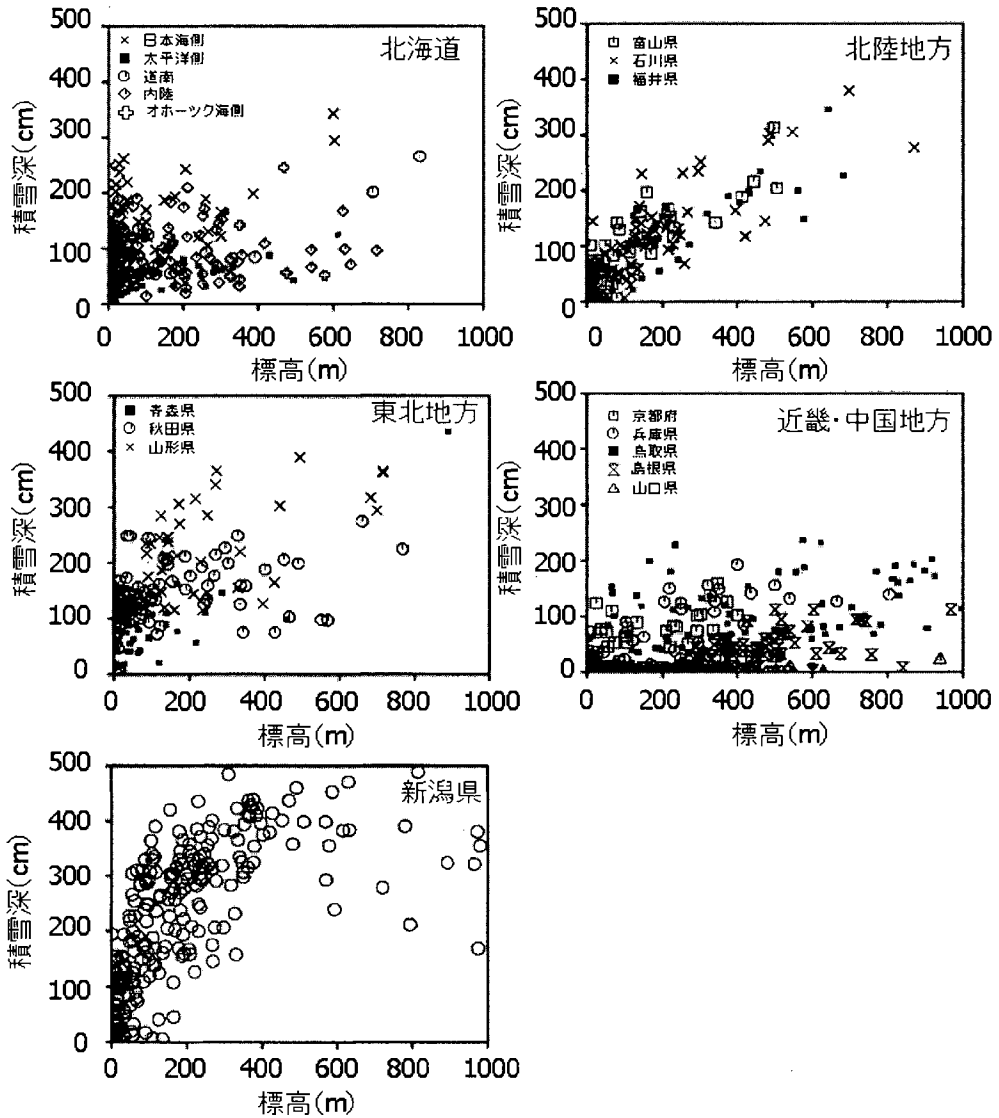 北海道
× 日本海側
■ 太平洋側
道南
内陸
オホーツク海側
積雪深(cm)
500
400
300
200
100
0
0 200 400 600 800 1000
標高(m)
北陸地方
富山県
× 石川県
■ 福井県
積雪深(cm)
500
400
300
200
100
0
0 200 400 600 800 1000
標高(m)
東北地方
■ 青森県
秋田県
× 山形県
積雪深(cm)
500
400
300
200
100
0
0 200 400 600 800 1000
標高(m)
近畿・中国地方
京都府
兵庫県
■ 鳥取県
島根県
山口県
積雪深(cm)
500
400
300
200
100
0
0 200 400 600 800 1000
標高(m)
新潟県
積雪深(cm)
500
400
300
200
100
0
0 200 400 600 800 1000
標高(m)